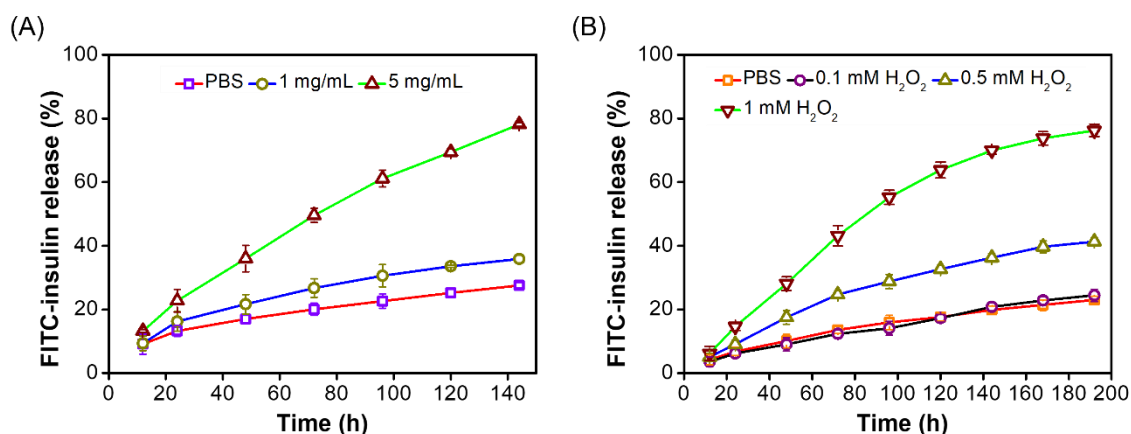 (A)
FITC-insulin release (%)
100
80
60
40
20
0
PBS 1 mg/mL 5 mg/mL
0 20 40 60 80 100 120 140
Time (h)
(B)
FITC-insulin release (%)
100
80
60
40
20
0
PBS 0.1 mM H₂O₂ 0.5 mM H₂O₂
1 mM H₂O₂
0 20 40 60 80 100 120 140 160 180 200
Time (h)